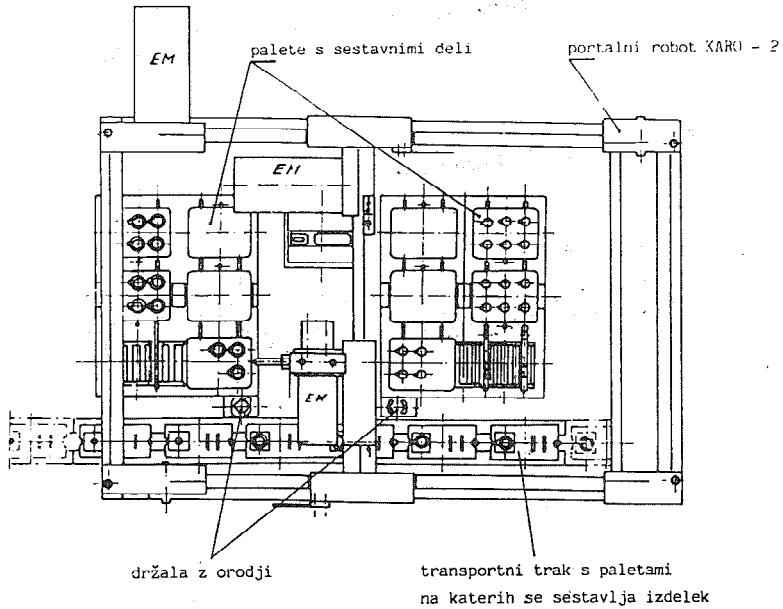 EM
palete s sestavnimi deli
portalni robot KARO - 2
EM
EM
držala z orodji
transportni trak s paletami
na katerih se sestavlja izdelek